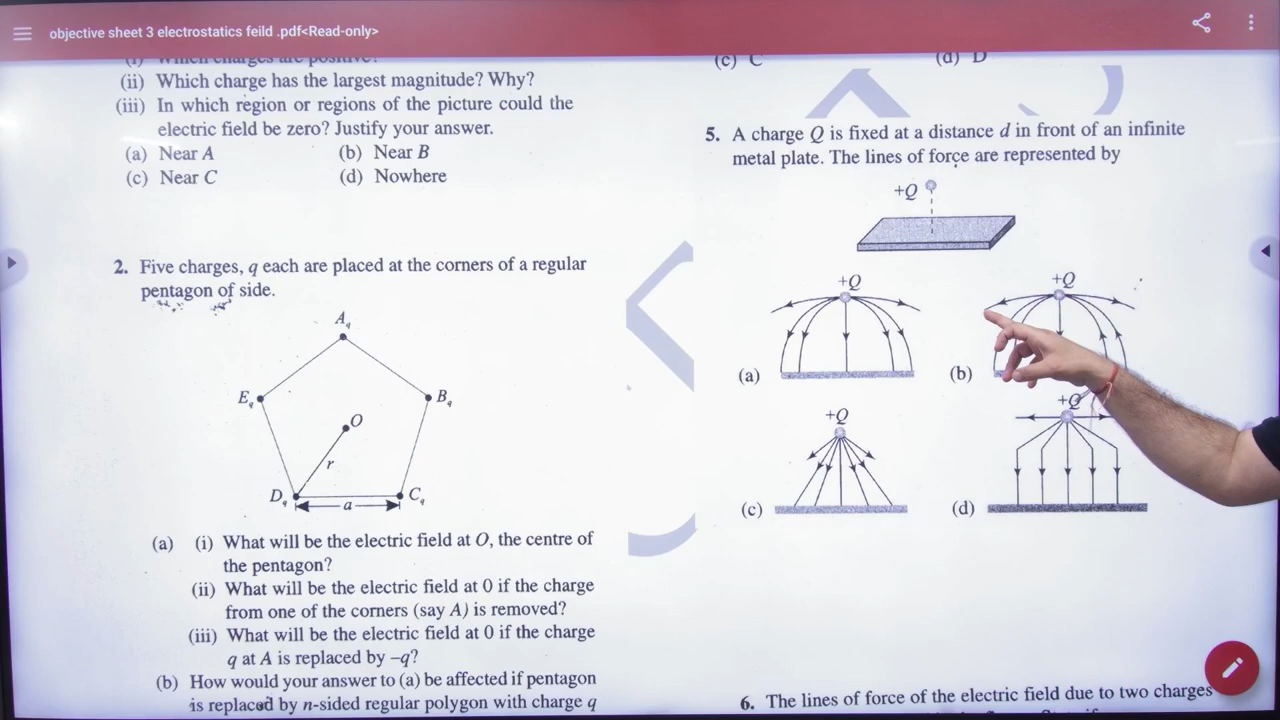 objective sheet 3 electrostatics feild .pdf<Read-only>
(i) Which charges are positive?
(ii) Which charge has the largest magnitude? Why?
(iii) In which region or regions of the picture could the
electric field be zero? Justify your answer.
(a) Near A
(b) Near B
(c) Near C
(d) Nowhere
2. Five charges, q each are placed at the corners of a regular
pentagon of side.
A q
E q
B q
O
r
D q
C q
a
(a) (i) What will be the electric field at O, the centre of
the pentagon?
(ii) What will be the electric field at 0 if the charge
from one of the corners (say A) is removed?
(iii) What will be the electric field at 0 if the charge
q at A is replaced by –q?
(b) How would your answer to (a) be affected if pentagon
is replaced by n-sided regular polygon with charge q
(c) C
(d) D
5. A charge Q is fixed at a distance d in front of an infinite
metal plate. The lines of force are represented by
+Q
+Q
+Q
(a)
(b)
+Q
+Q
(c)
(d)
6. The lines of force of the electric field due to two charges